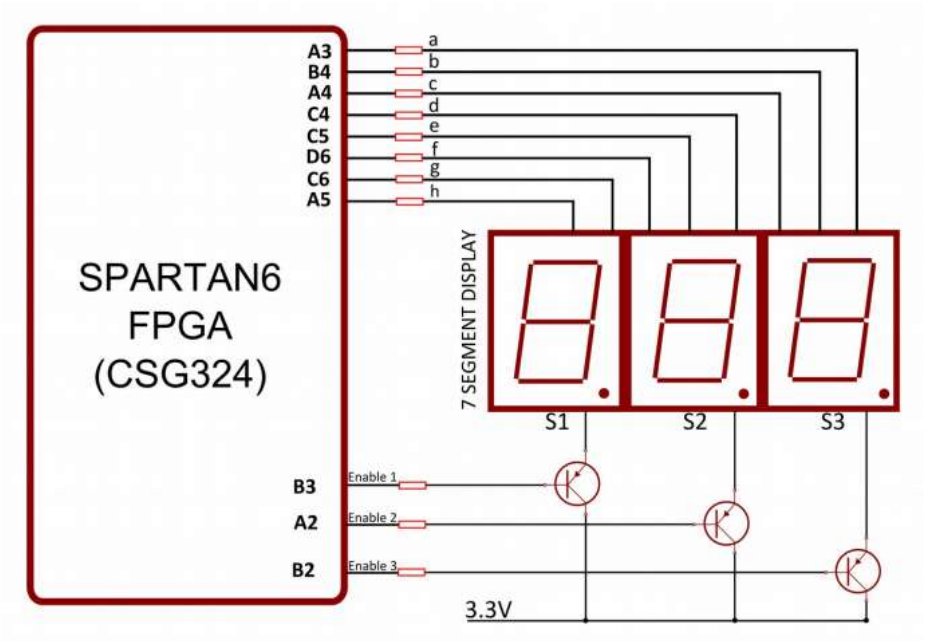 A3
B4
A4
C4
C5
D6
C6
A5
a
b
c
d
e
f
g
h
SPARTAN6
FPGA
(CSG324)
7 SEGMENT DISPLAY
S1
S2
S3
B3
Enable 1
A2
Enable 2
B2
Enable 3
3.3V